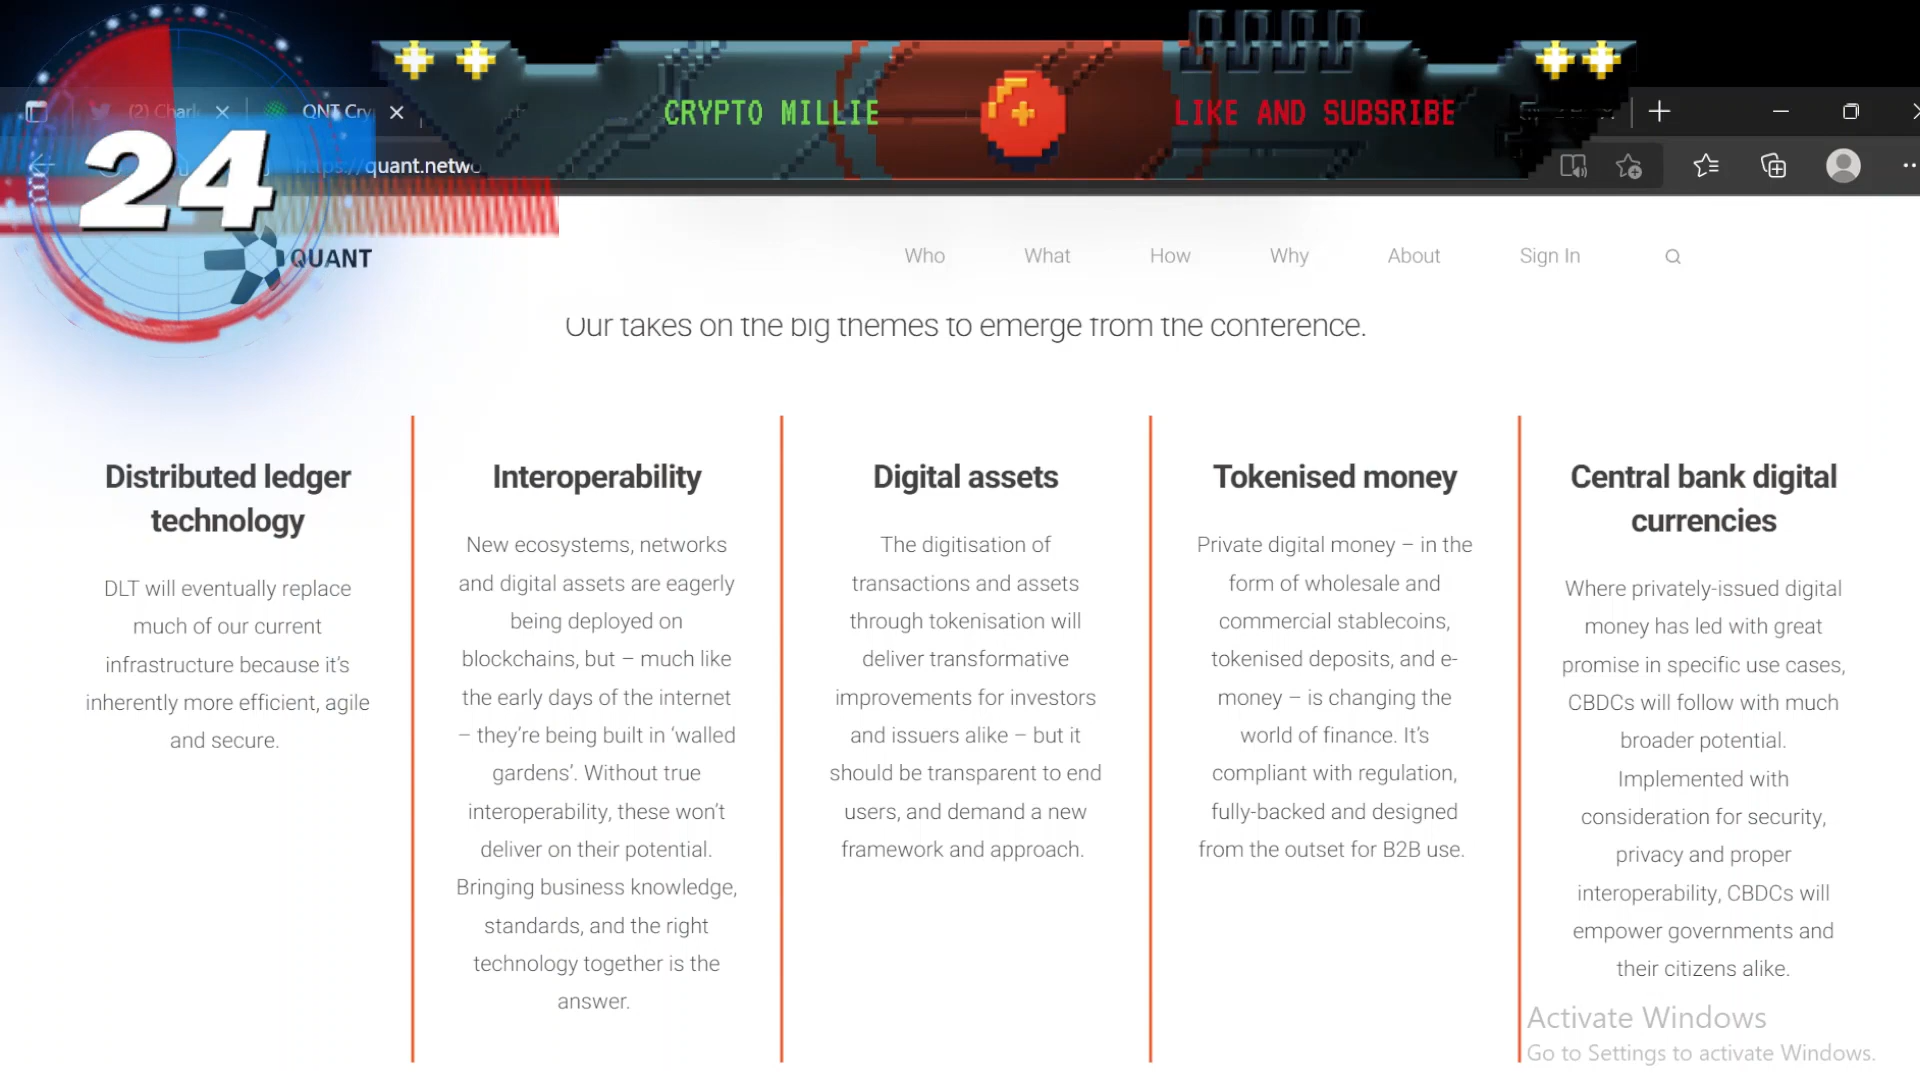 CRYPTO MILLIE
LIKE AND SUBSRIBE
(2) Chark
QNT Cry
https://quant.netwo
24
QUANT
Who
What
How
Why
About
Sign In
Our takes on the big themes to emerge from the conference.
Distributed ledger
technology
DLT will eventually replace
much of our current
infrastructure because it's
inherently more efficient, agile
and secure.
Interoperability
New ecosystems, networks
and digital assets are eagerly
being deployed on
blockchains, but – much like
the early days of the internet
– they're being built in 'walled
gardens'. Without true
interoperability, these won't
deliver on their potential.
Bringing business knowledge,
standards, and the right
technology together is the
answer.
Digital assets
The digitisation of
transactions and assets
through tokenisation will
deliver transformative
improvements for investors
and issuers alike – but it
should be transparent to end
users, and demand a new
framework and approach.
Tokenised money
Private digital money – in the
form of wholesale and
commercial stablecoins,
tokenised deposits, and e-
money – is changing the
world of finance. It's
compliant with regulation,
fully-backed and designed
from the outset for B2B use.
Central bank digital
currencies
Where privately-issued digital
money has led with great
promise in specific use cases,
CBDCs will follow with much
broader potential.
Implemented with
consideration for security,
privacy and proper
interoperability, CBDCs will
empower governments and
their citizens alike.
Activate Windows
Go to Settings to activate Windows.